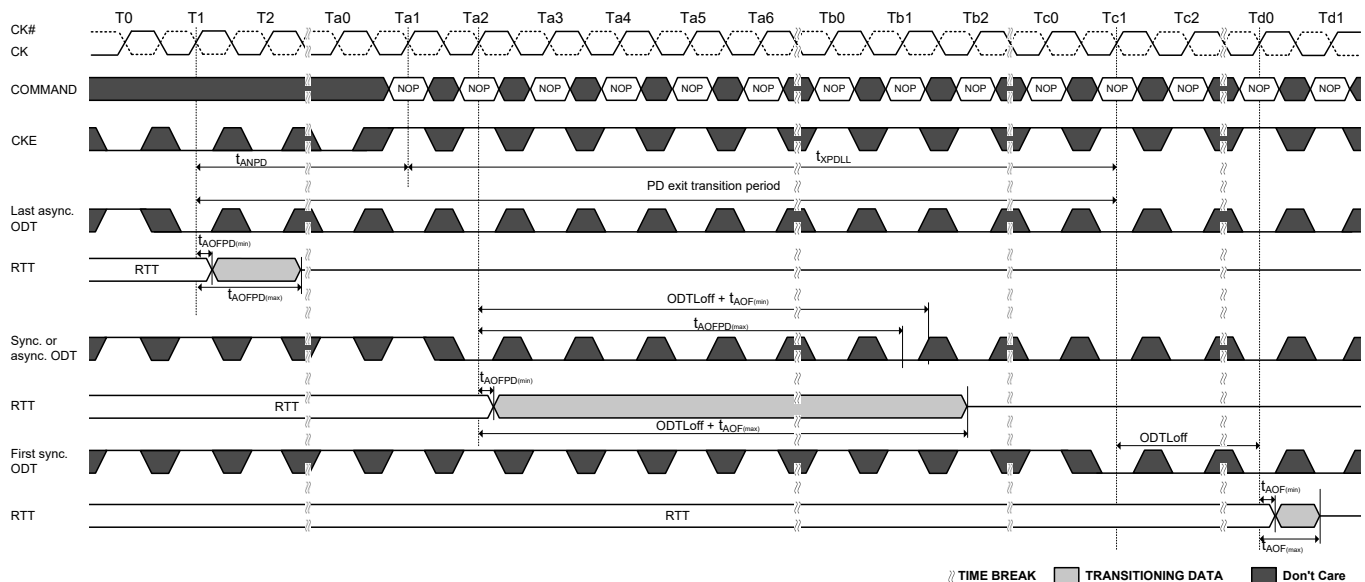 T0 T1 T2 Ta0 Ta1 Ta2 Ta3 Ta4 Ta5 Ta6 Tb0 Tb1 Tb2 Tc0 Tc1 Tc2 Td0 Td1
CK#
CK
COMMAND NOP NOP NOP NOP NOP NOP NOP NOP NOP NOP NOP NOP NOP NOP
CKE
tANPD tXPDLL
PD exit transition period
Last async.
ODT
tAOFPD(min)
RTT RTT
tAOFPD(max)
ODTLoff + tAOF(min)
tAOFPD(max)
Sync. or
async. ODT
tAOFPD(min)
RTT RTT
ODTLoff + tAOF(max)
ODTLoff
First sync.
ODT
tAOF(min)
RTT RTT
tAOF(max)
TIME BREAK TRANSITIONING DATA Don't Care